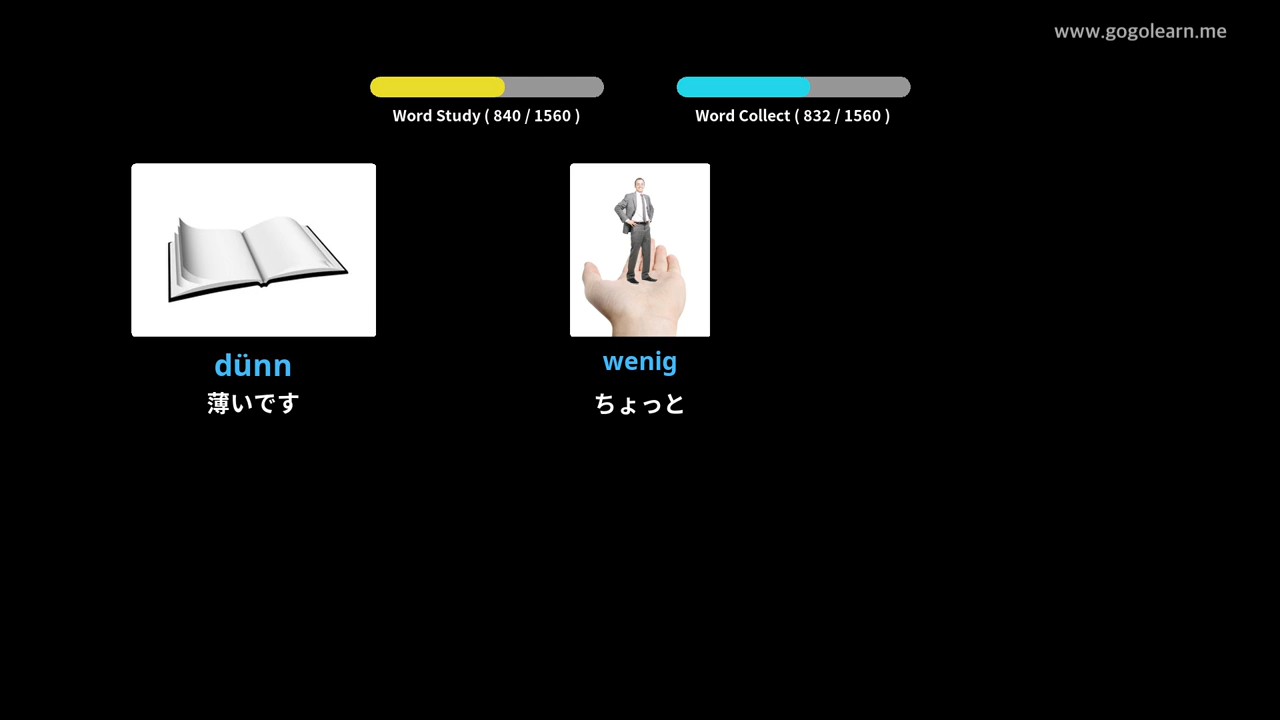 www.gogolearn.me
Word Study ( 840 / 1560 )
Word Collect ( 832 / 1560 )
dünn
薄いです
wenig
ちょっと